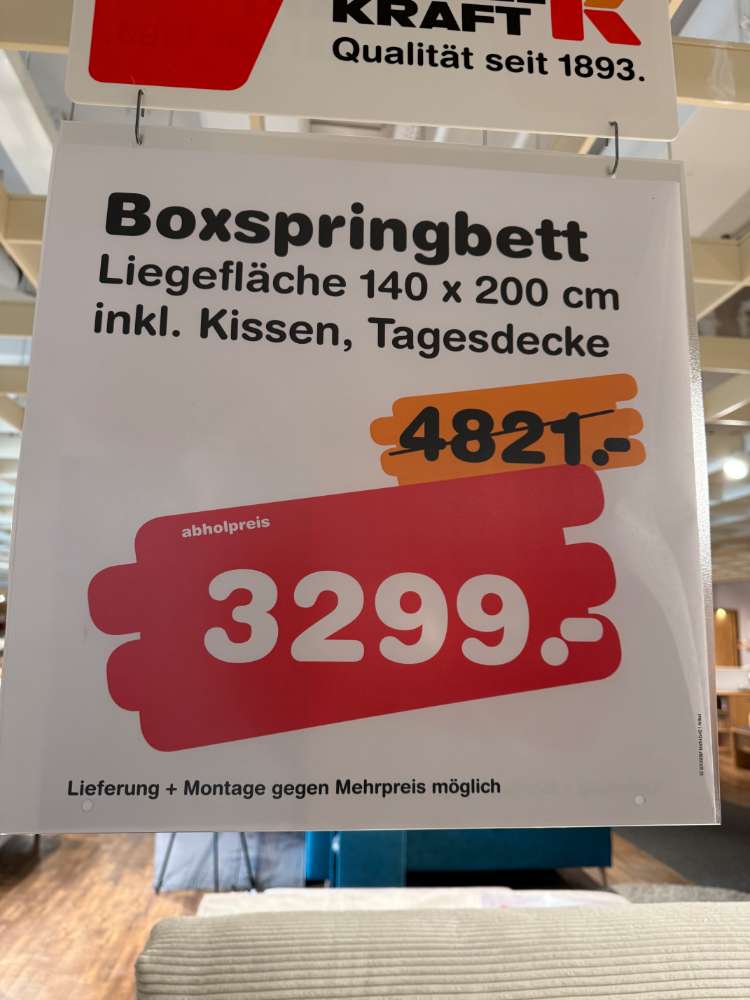 KRAFT
Qualität seit 1893.
Boxspringbett
Liegefläche 140 x 200 cm
inkl. Kissen, Tagesdecke
4821.-
abholpreis
3299.-
Lieferung + Montage gegen Mehrpreis möglich